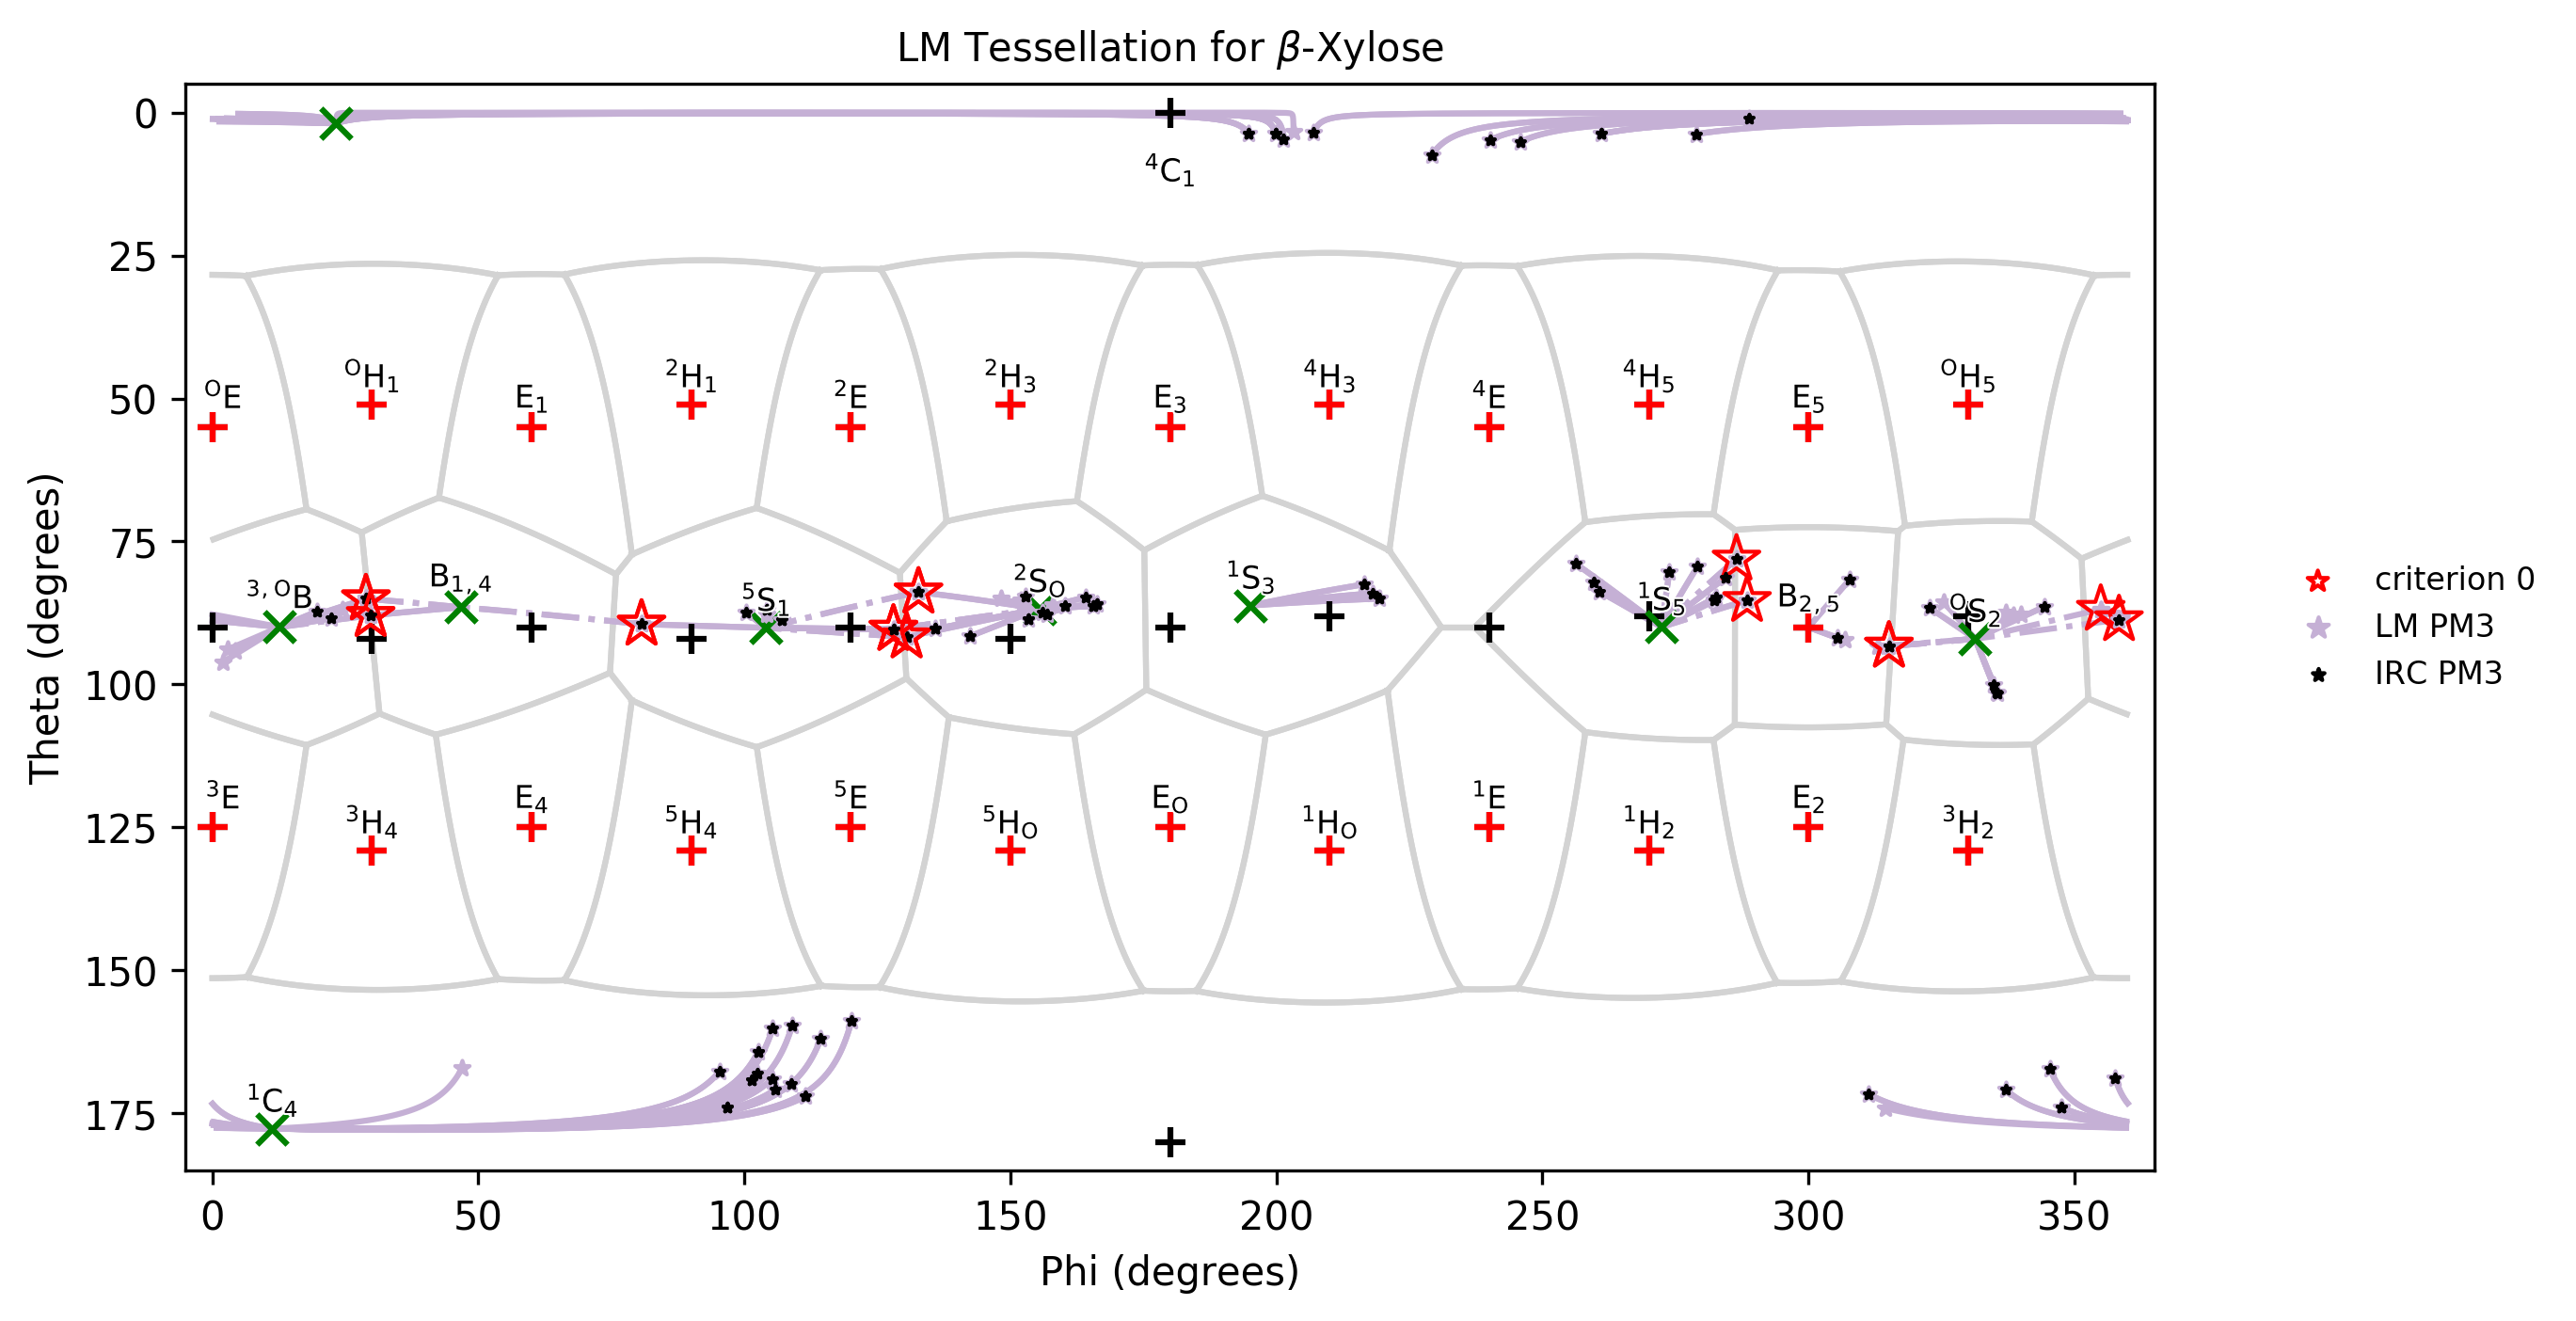 LM Tessellation for β-Xylose
0
⁴C₁
25
ᴼE ᴼH₁ E₁ ²H₁ ²E ²H₃ E₃ ⁴H₃ ⁴E ⁴H₅ E₅ ᴼH₅
50
75
³,ᴼB B₁,₄ ⁵S₁ ²Sₒ ¹S₃ ¹S₅ B₂,₅ ᴼS₂
100
³E ³H₄ E₄ ⁵H₄ ⁵E ⁵Hₒ Eₒ ¹Hₒ ¹E ¹H₂ E₂ ³H₂
125
150
¹C₄
175
Theta (degrees)
0 50 100 150 200 250 300 350
Phi (degrees)
criterion 0
LM PM3
IRC PM3